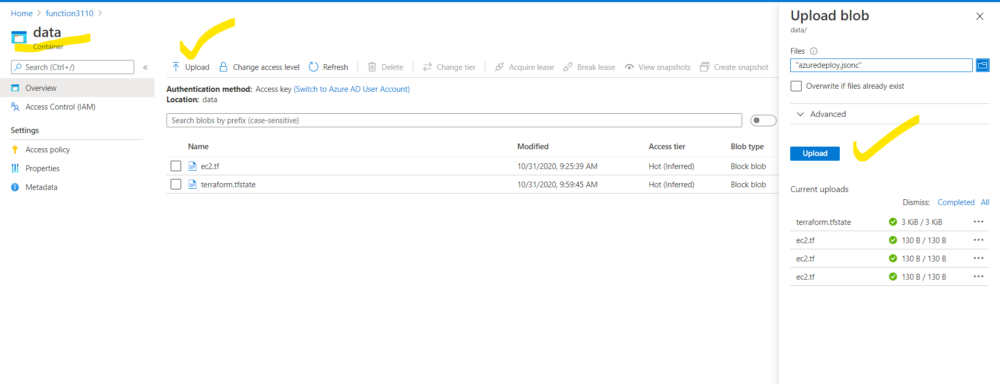 Home > function3110 >
data
Container
Search (Ctrl+/)
«
Overview
Access Control (IAM)
Settings
Access policy
Properties
Metadata
Upload Change access level Refresh Delete Change tier Acquire lease Break lease View snapshots Create snapshot
Authentication method: Access key (Switch to Azure AD User Account)
Location: data
Search blobs by prefix (case-sensitive)
Name Modified Access tier Blob type
ec2.tf 10/31/2020, 9:25:39 AM Hot (Inferred) Block blob
terraform.tfstate 10/31/2020, 9:59:45 AM Hot (Inferred) Block blob
Upload blob
data/
Files
"azuredeploy.jsonc"
Overwrite if files already exist
Advanced
Upload
Current uploads
Dismiss: Completed All
terraform.tfstate 3 KiB / 3 KiB ···
ec2.tf 130 B / 130 B ···
ec2.tf 130 B / 130 B ···
ec2.tf 130 B / 130 B ···